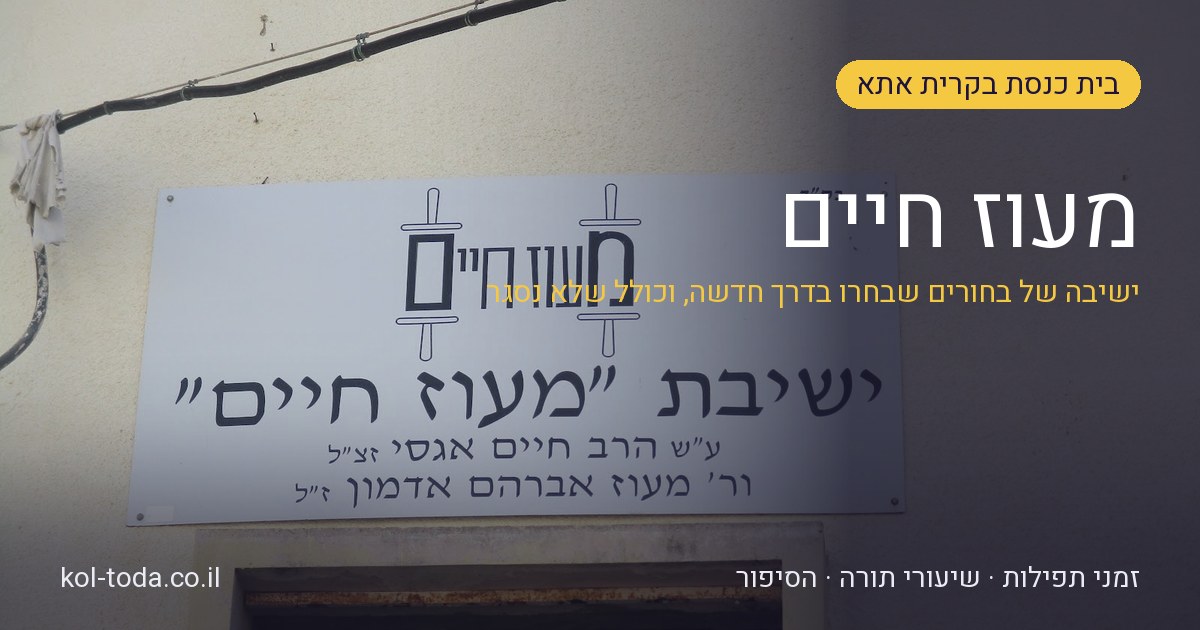 בית כנסת בקרית אתא
מעוז חיים
ישיבה של בחורים שבחרו בדרך חדשה, וכולל שלא נסגר
מעוז חיים
ישיבת "מעוז חיים"
ע"ש הרב חיים אגסי זצ"ל
ור' מעוז אברהם אדמון ז"ל
זמני תפילות · שיעורי תורה · הסיפור
kol-toda.co.il